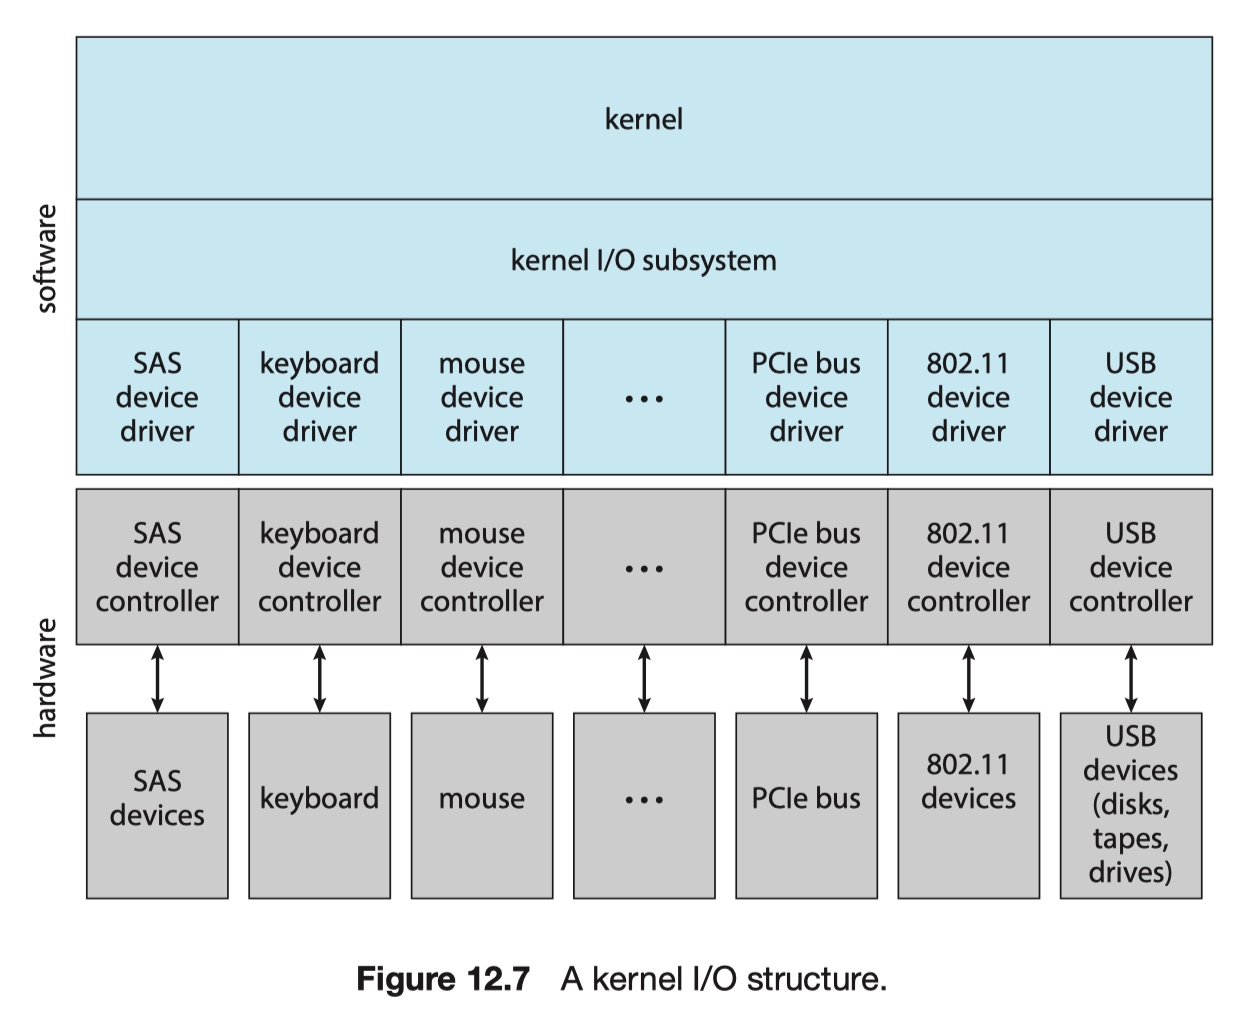 kernel
kernel I/O subsystem
software
SAS
device
driver
keyboard
device
driver
mouse
device
driver
...
PCIe bus
device
driver
802.11
device
driver
USB
device
driver
hardware
SAS
device
controller
keyboard
device
controller
mouse
device
controller
...
PCIe bus
device
controller
802.11
device
controller
USB
device
controller
SAS
devices
keyboard
mouse
...
PCIe bus
802.11
devices
USB
devices
(disks,
tapes,
drives)
Figure 12.7 A kernel I/O structure.